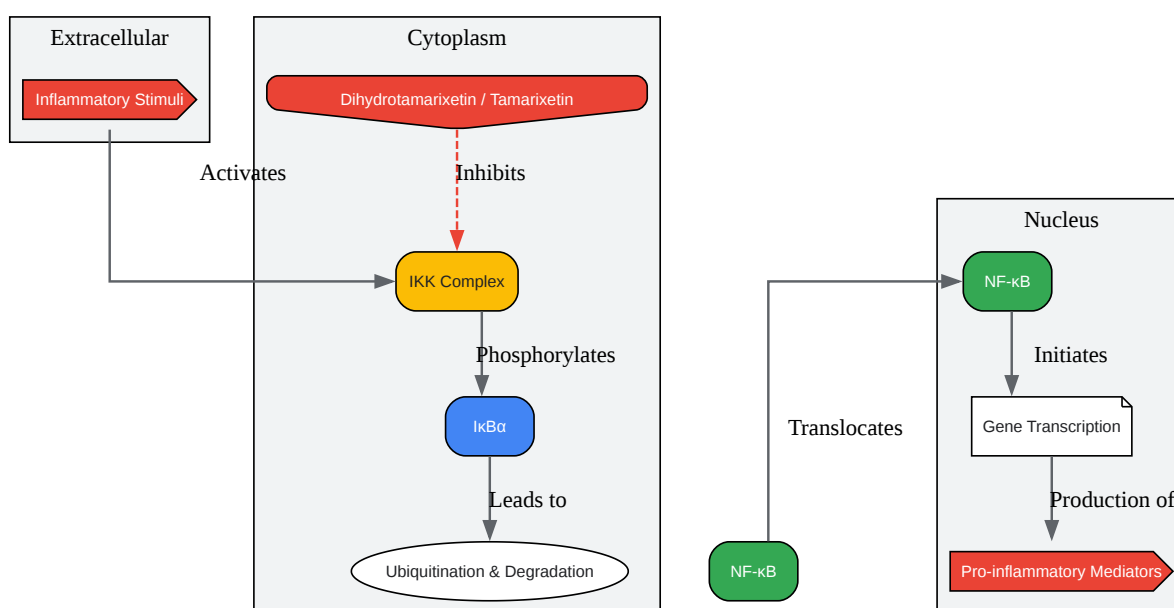 Extracellular
Inflammatory Stimuli
Activates
Cytoplasm
Dihydrotamarixetin / Tamarixetin
Inhibits
IKK Complex
Phosphorylates
IκBα
Leads to
Ubiquitination & Degradation
NF-κB
Translocates
Nucleus
NF-κB
Initiates
Gene Transcription
Production of
Pro-inflammatory Mediators